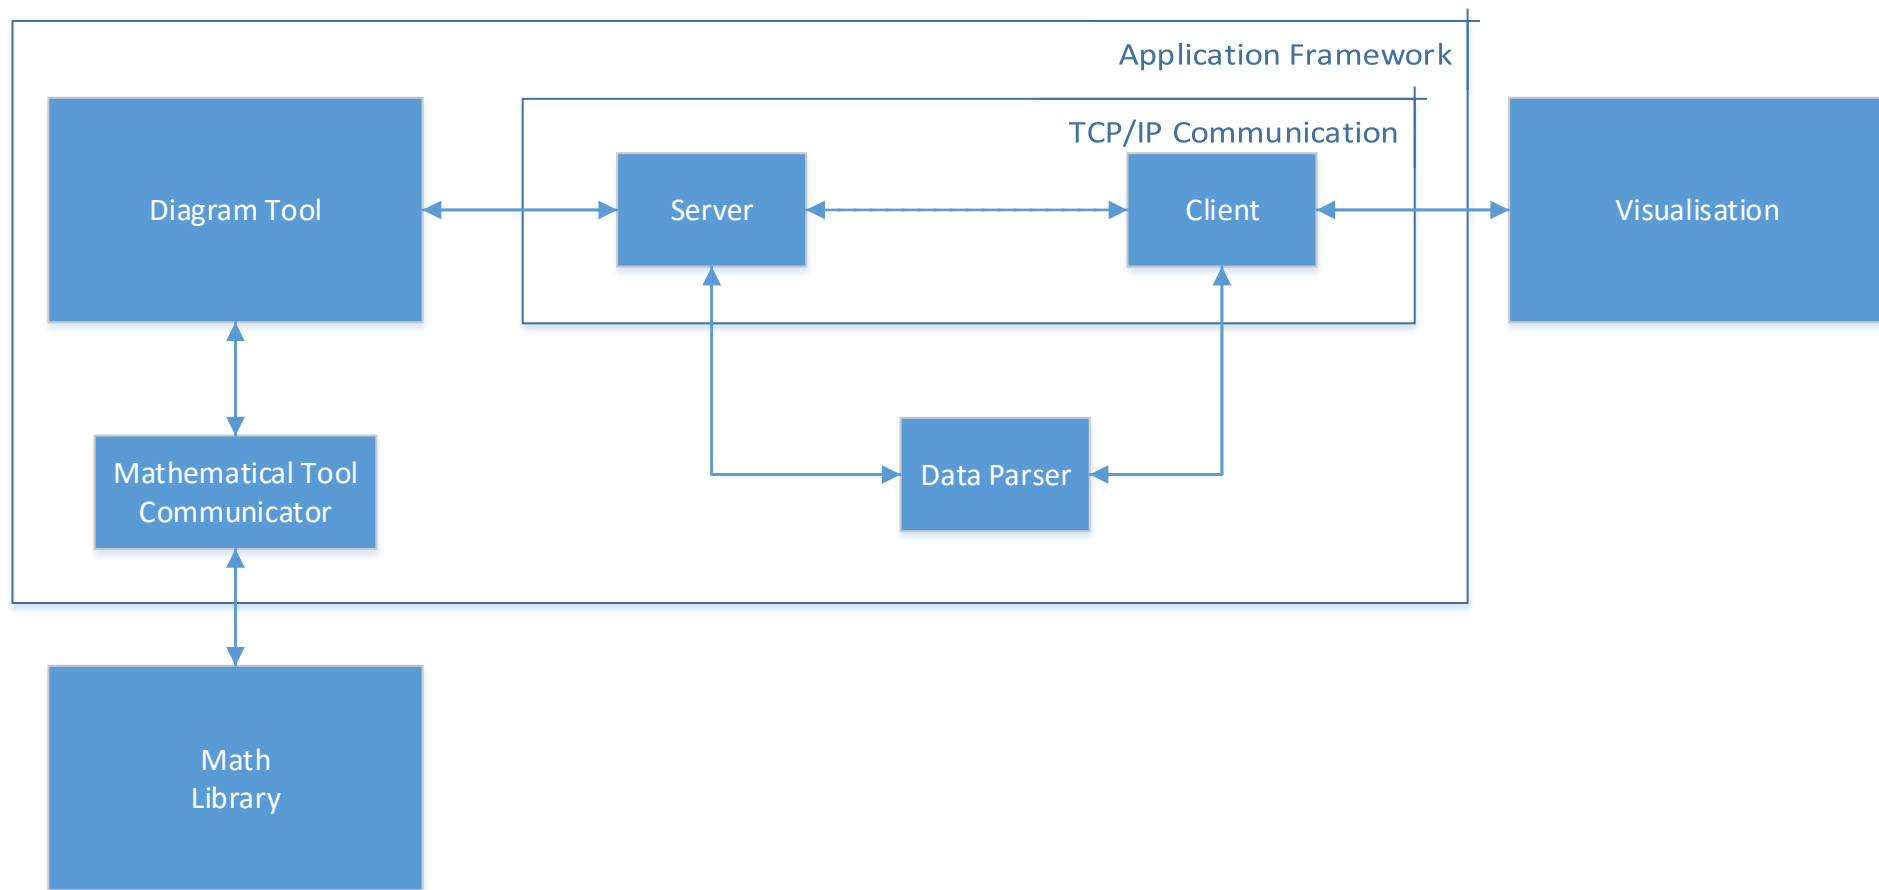 Application Framework
TCP/IP Communication
Diagram Tool
Server
Client
Visualisation
Mathematical Tool
Communicator
Data Parser
Math
Library